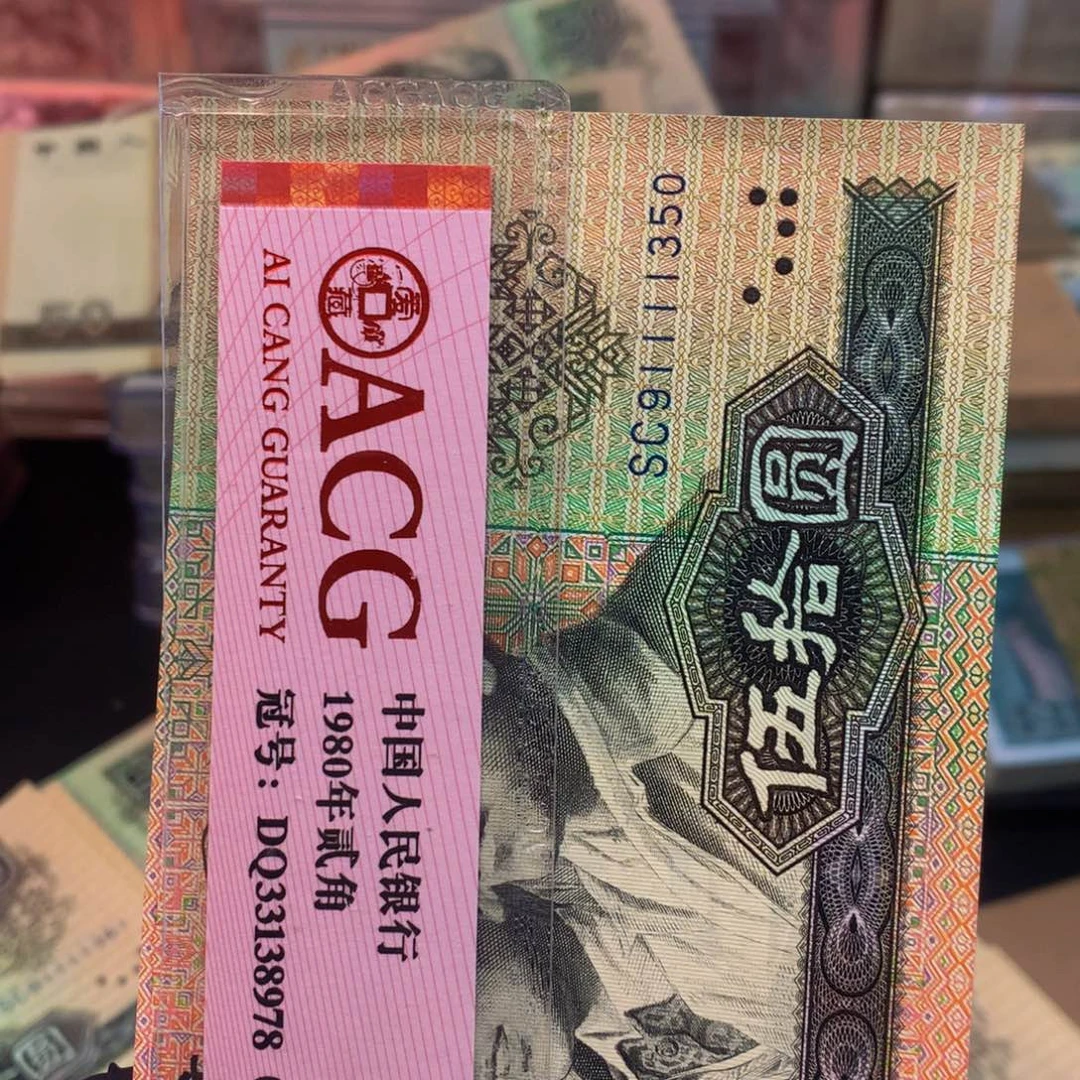 ACG
AI CANG GUARANTY
中国人民银行
1980年贰角
冠号：DQ33138978
SC91111350
伍拾圆